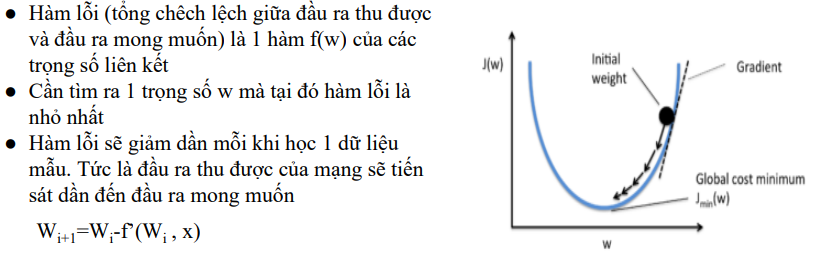 ● Hàm lỗi (tổng chêch lệch giữa đầu ra thu được
và đầu ra mong muốn) là 1 hàm f(w) của các
trọng số liên kết
● Cần tìm ra 1 trọng số w mà tại đó hàm lỗi là
nhỏ nhất
● Hàm lỗi sẽ giảm dần mỗi khi học 1 dữ liệu
mẫu. Tức là đầu ra thu được của mạng sẽ tiến
sát dần đến đầu ra mong muốn
Wi+1=Wi-f'(Wi , x)
J(w)
Initial
weight
Gradient
Global cost minimum
Jmin(w)
w